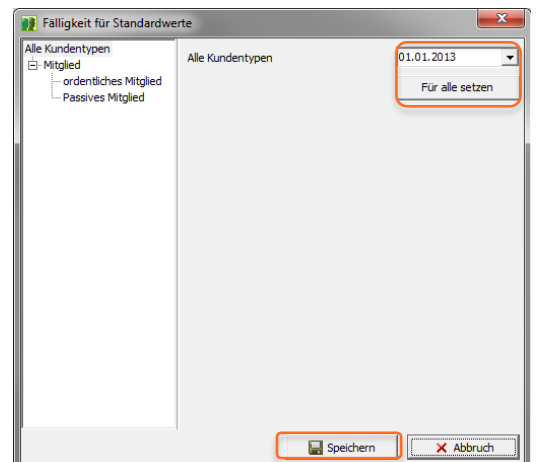 Fälligkeit für Standardwerte
Alle Kundentypen
Mitglied
ordentliches Mitglied
Passives Mitglied
Alle Kundentypen
01.01.2013
Für alle setzen
Speichern
Abbruch